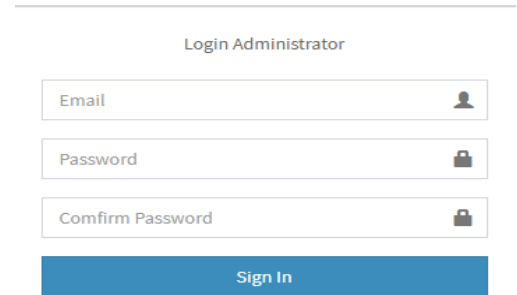 Login Administrator
Email
Password
Comfirm Password
Sign In